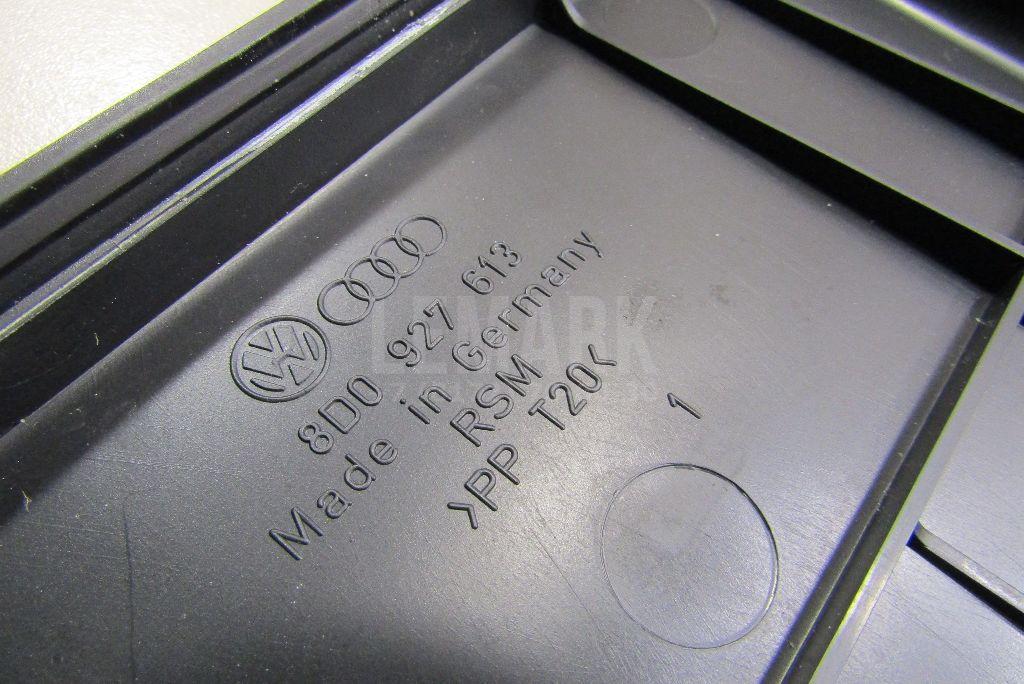 VW
8D0 927 613
Made in Germany
RSM
>PP T20<
1
LEMARK